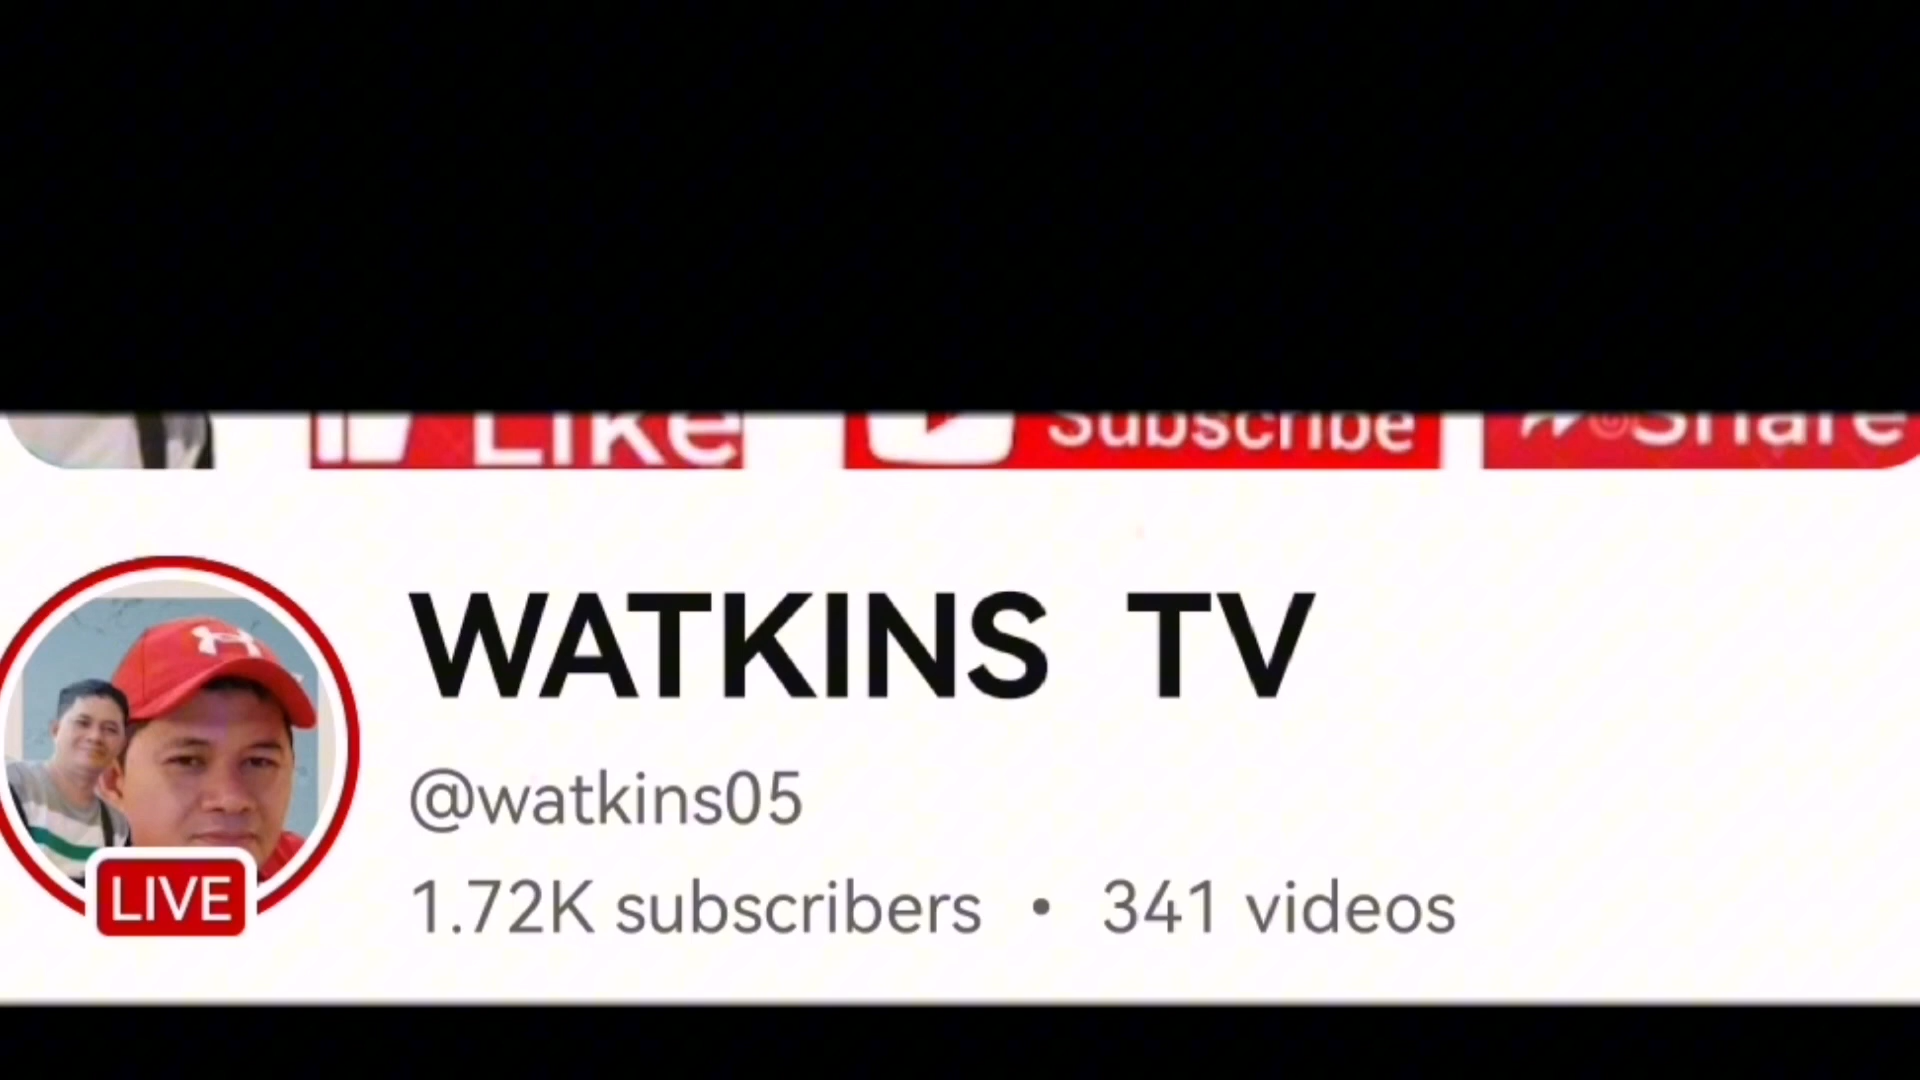 Like Subscribe Share
WATKINS TV
@watkins05
1.72K subscribers • 341 videos
LIVE